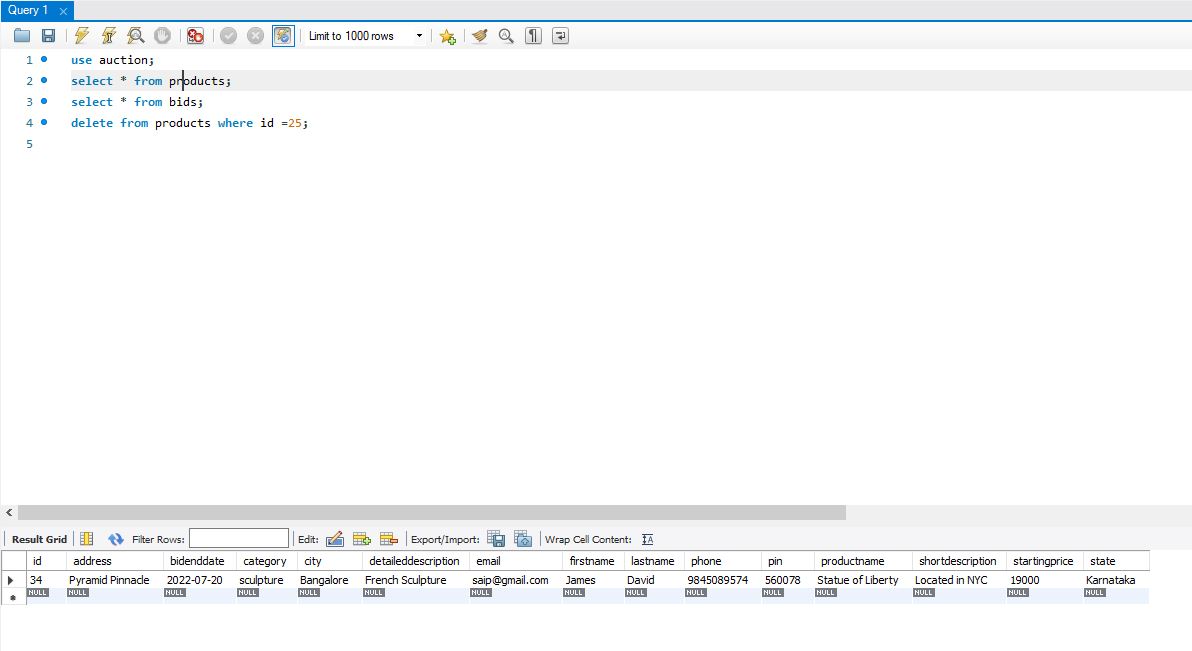 Query 1
Limit to 1000 rows
1 use auction;
2 select * from products;
3 select * from bids;
4 delete from products where id =25;
5
Result Grid Filter Rows: Edit: Export/Import: Wrap Cell Content:
id address bidenddate category city detaileddescription email firstname lastname phone pin productname shortdescription startingprice state
34 Pyramid Pinnacle 2022-07-20 sculpture Bangalore French Sculpture saip@gmail.com James David 9845089574 560078 Statue of Liberty Located in NYC 19000 Karnataka
NULL NULL NULL NULL NULL NULL NULL NULL NULL NULL NULL NULL NULL NULL NULL